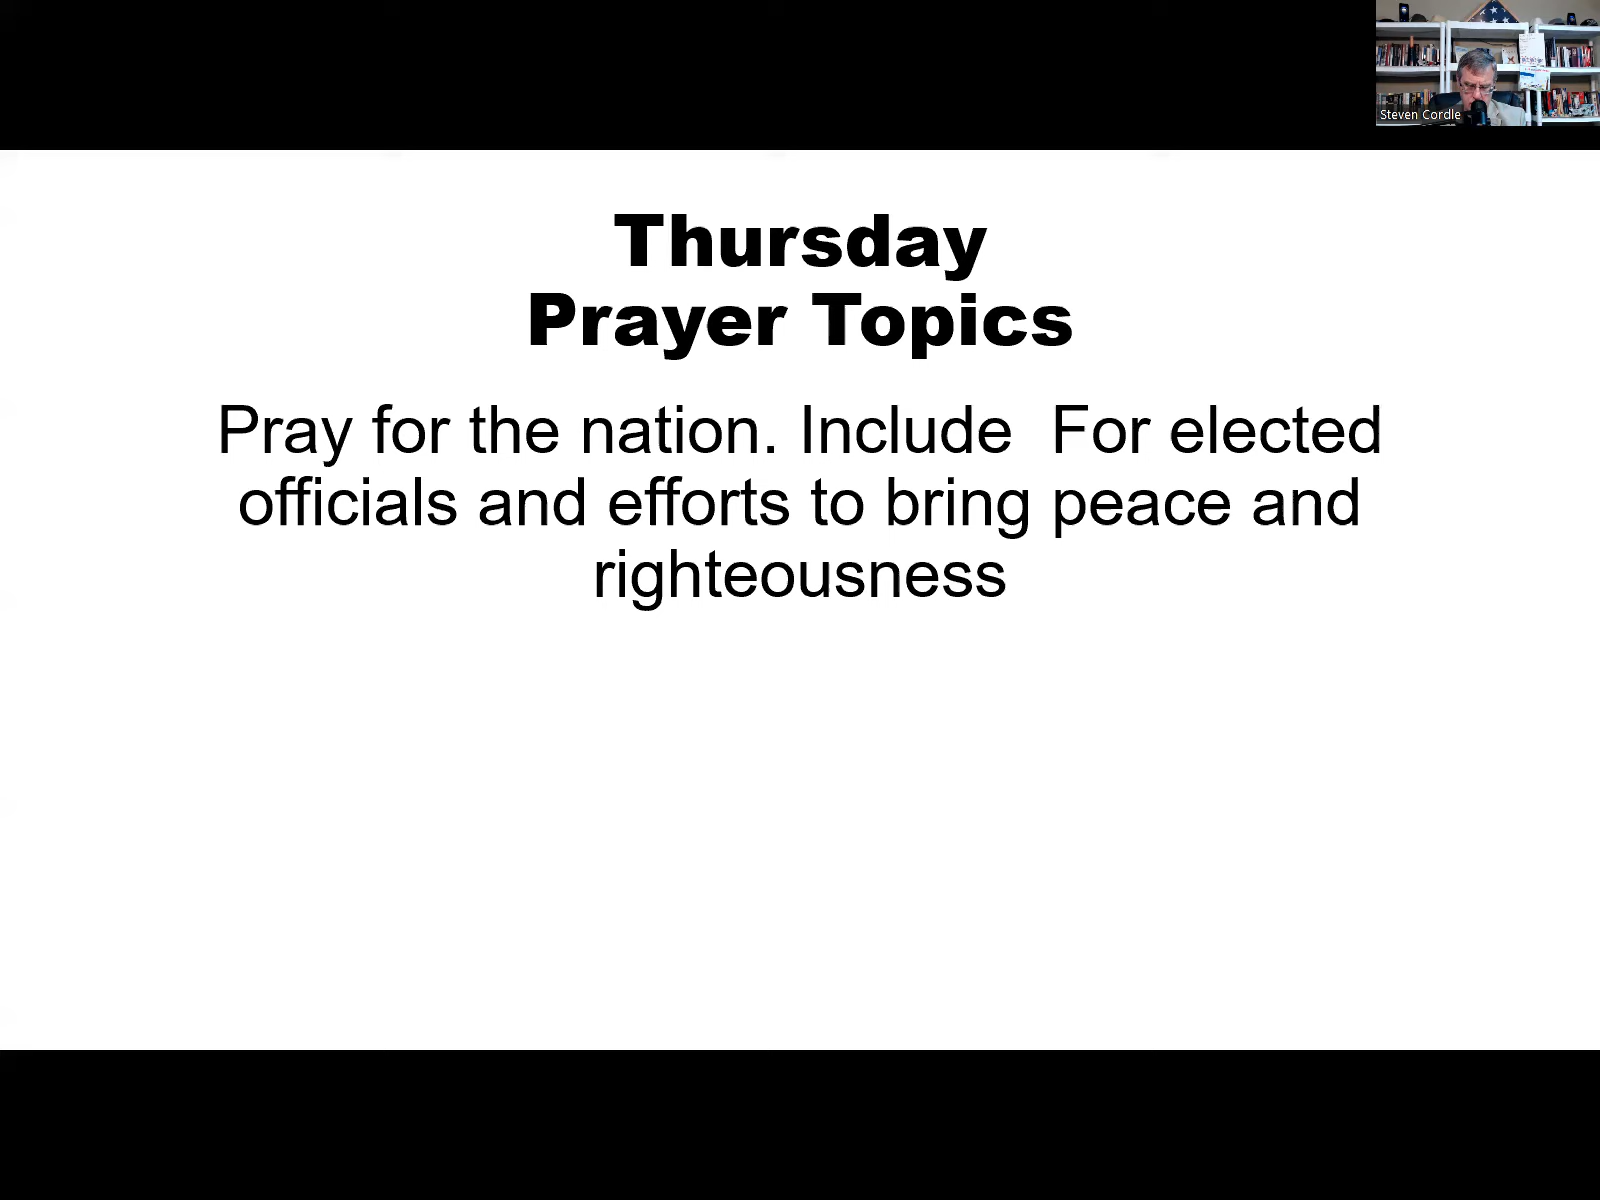 Steven Cordle
Thursday
Prayer Topics
Pray for the nation. Include  For elected
officials and efforts to bring peace and
righteousness